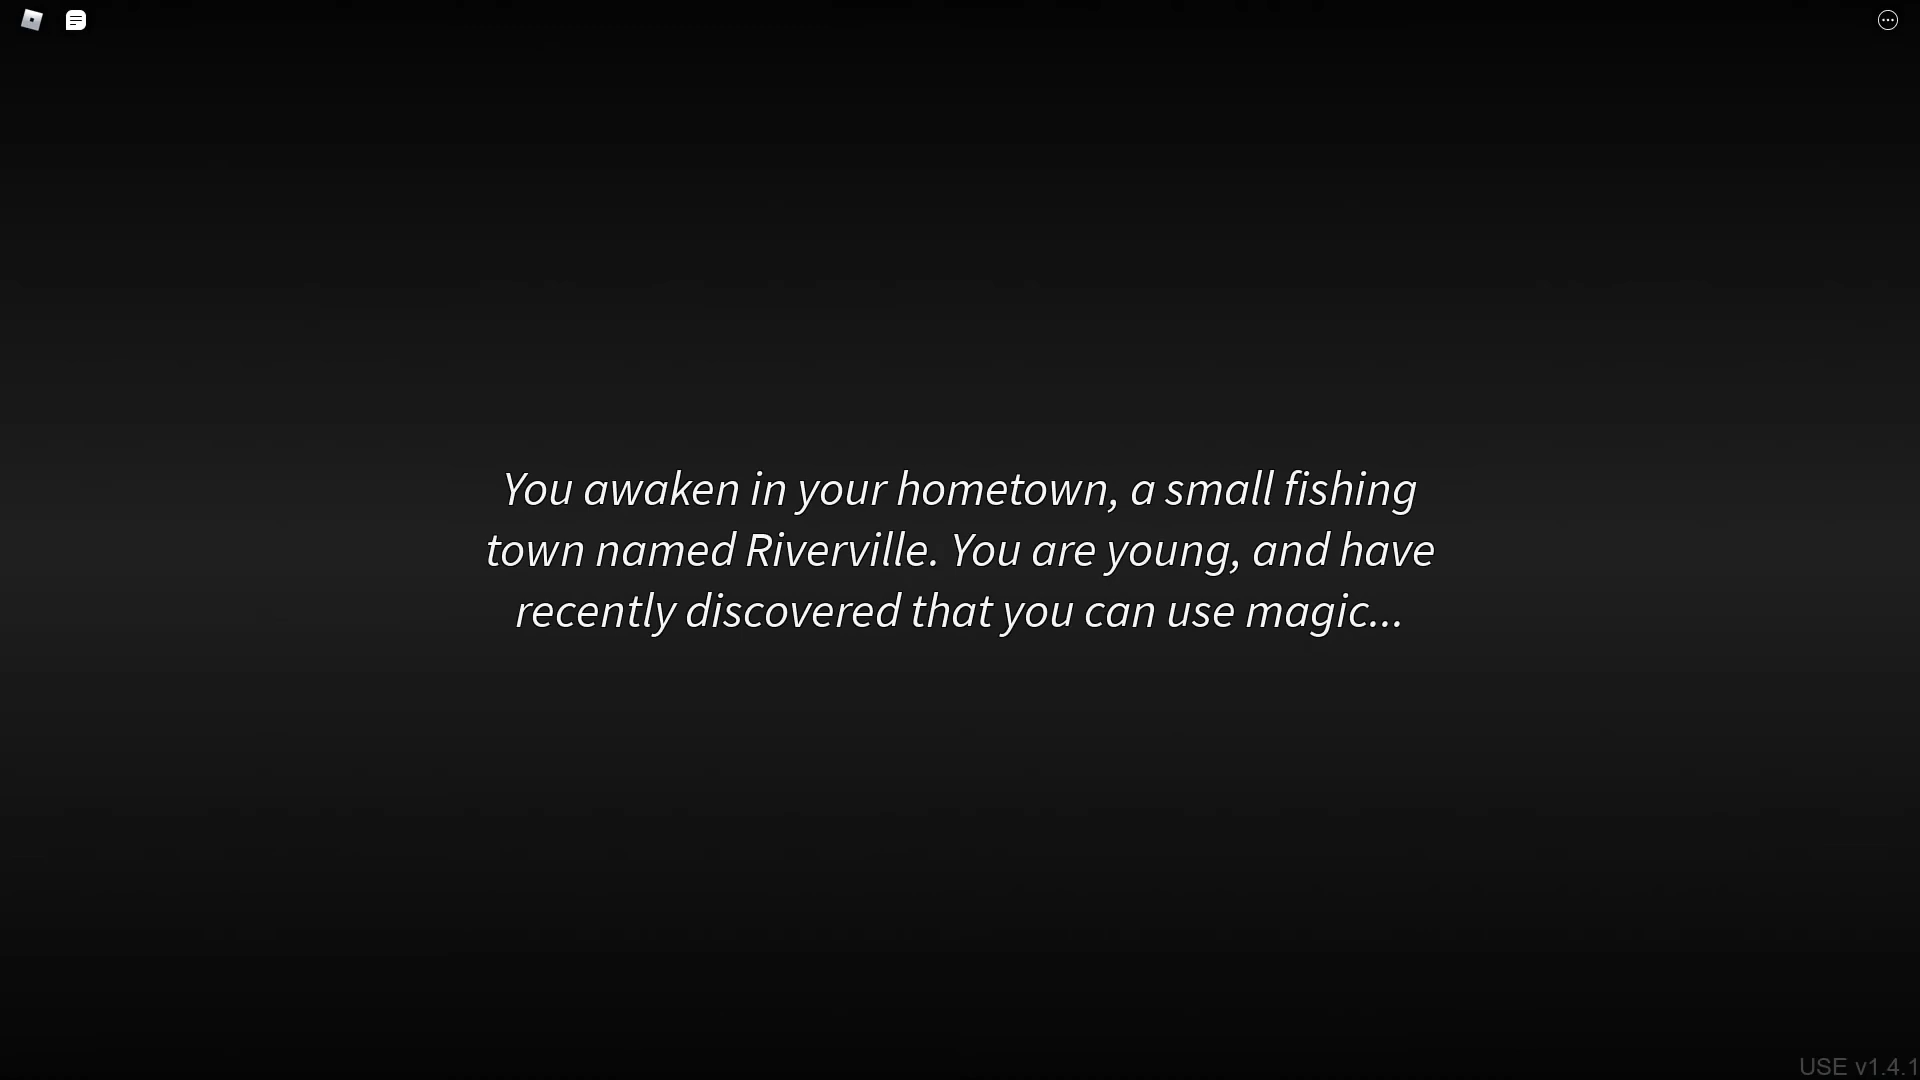 You awaken in your hometown, a small fishing
town named Riverville. You are young, and have
recently discovered that you can use magic...
USE v1.4.1